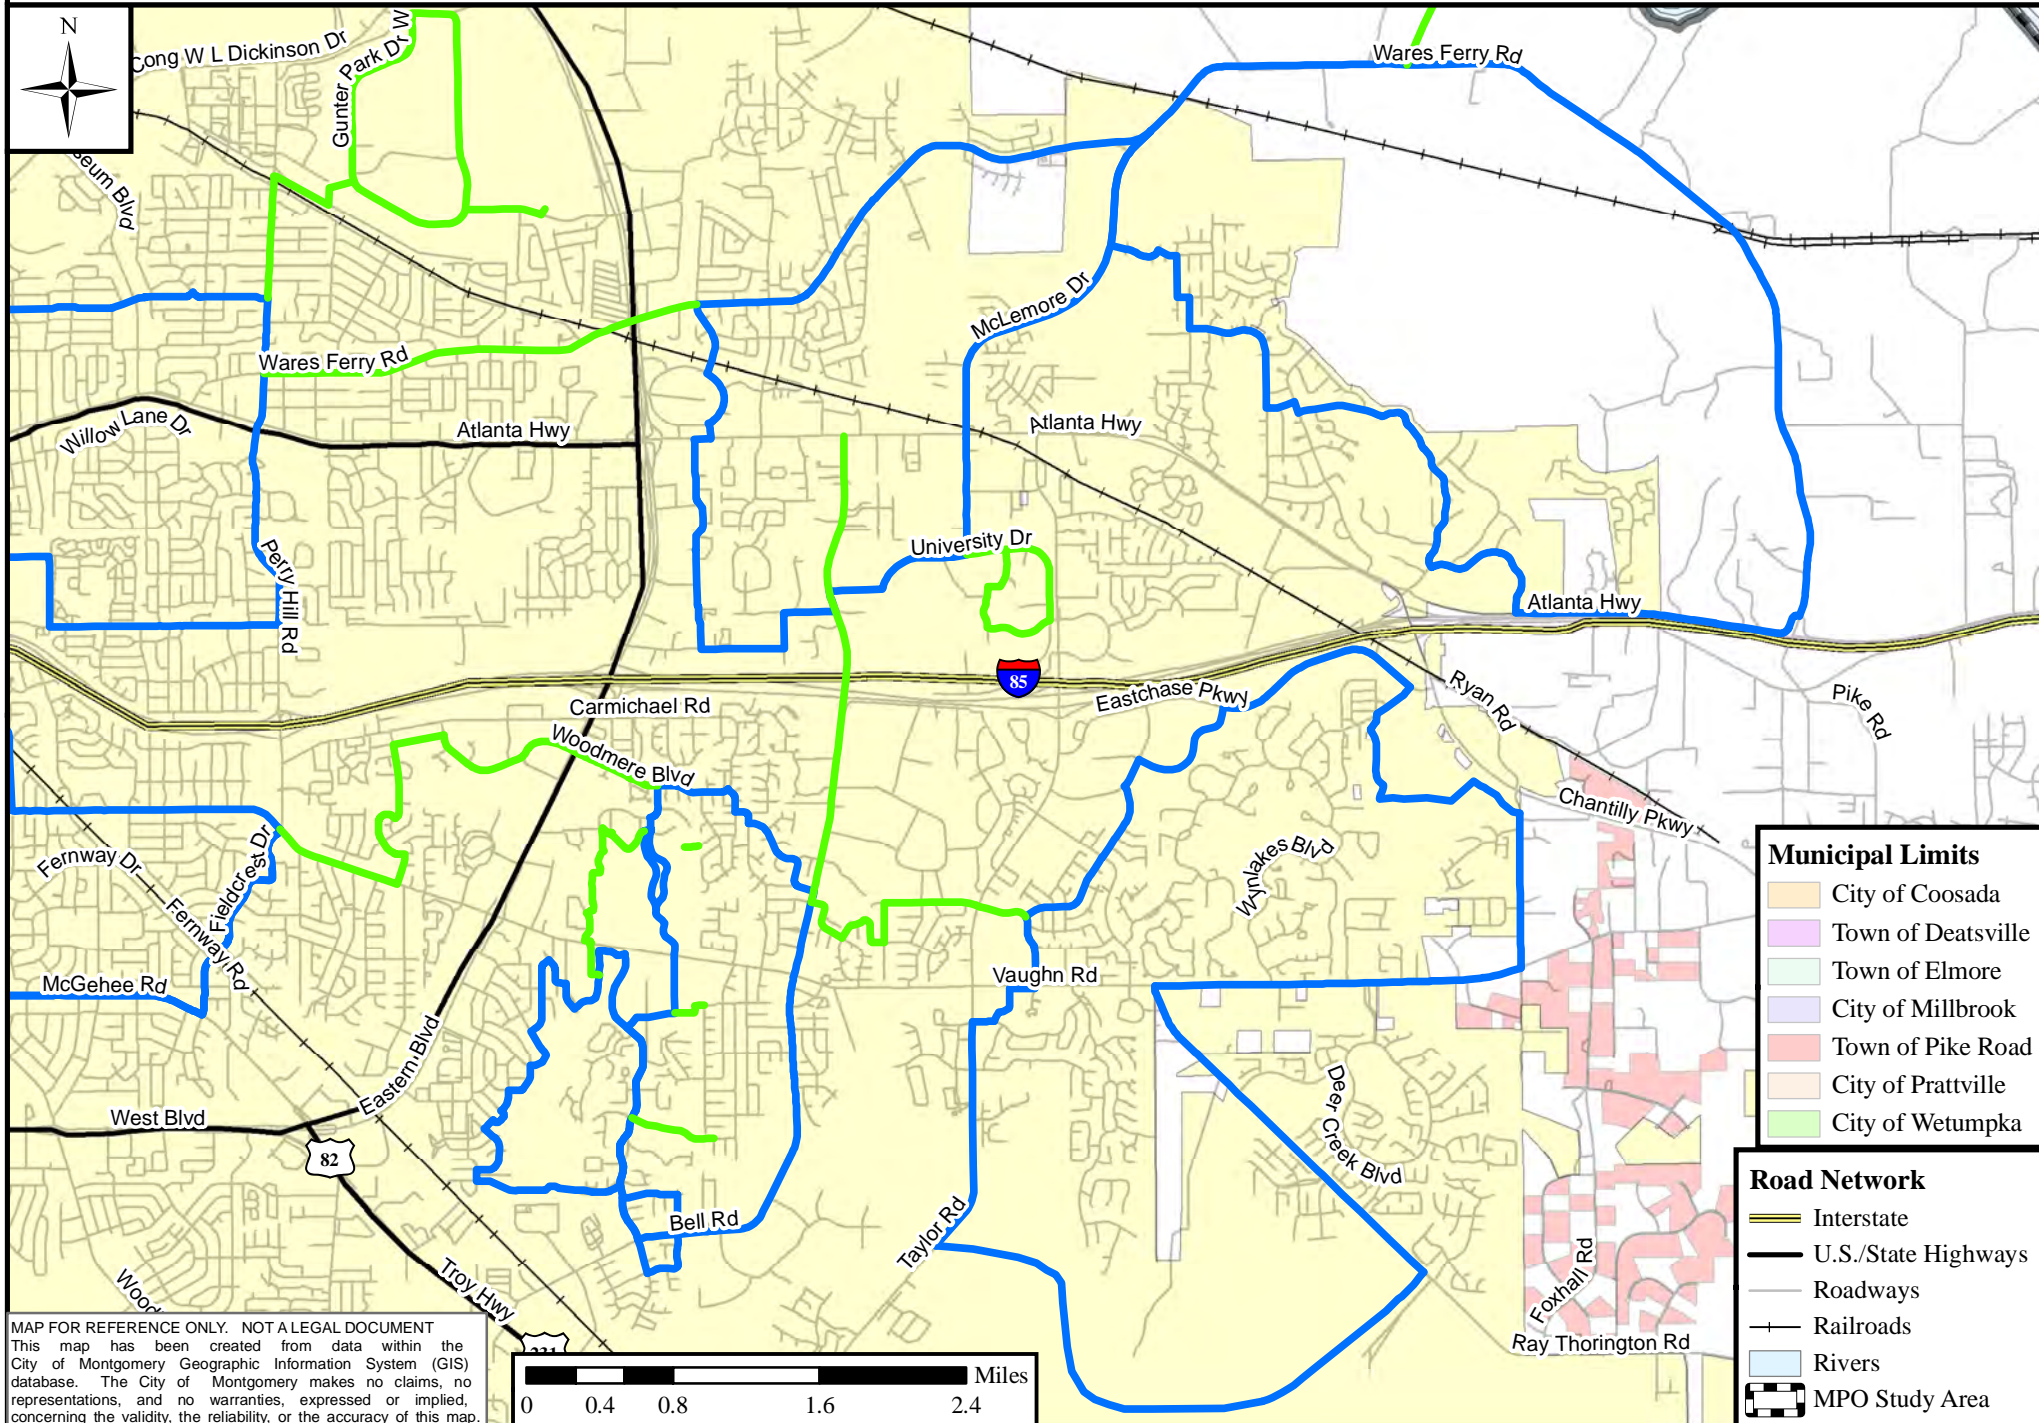 N
Cong W L Dickinson Dr
Gunter Park Dr W
seum Blvd
Wares Ferry Rd
McLemore Dr
Wares Ferry Rd
Willow Lane Dr
Atlanta Hwy
Atlanta Hwy
University Dr
Perry Hill Rd
Atlanta Hwy
85
Eastchase Pkwy
Ryan Rd
Pike Rd
Carmichael Rd
Woodmere Blvd
Chantilly Pkwy
Fernway Dr
Fieldcrest Dr
Wynlakes Blvd
Fernway Rd
McGehee Rd
Vaughn Rd
Eastern Blvd
West Blvd
82
Deer Creek Blvd
Bell Rd
Taylor Rd
Troy Hwy
Foxhall Rd
Ray Thorington Rd
Wood
231
Municipal Limits
City of Coosada
Town of Deatsville
Town of Elmore
City of Millbrook
Town of Pike Road
City of Prattville
City of Wetumpka
Road Network
Interstate
U.S./State Highways
Roadways
Railroads
Rivers
MPO Study Area
MAP FOR REFERENCE ONLY. NOT A LEGAL DOCUMENT
This map has been created from data within the
City of Montgomery Geographic Information System (GIS)
database. The City of Montgomery makes no claims, no
representations, and no warranties, expressed or implied,
concerning the validity, the reliability, or the accuracy of this map.
Miles
0 0.4 0.8 1.6 2.4